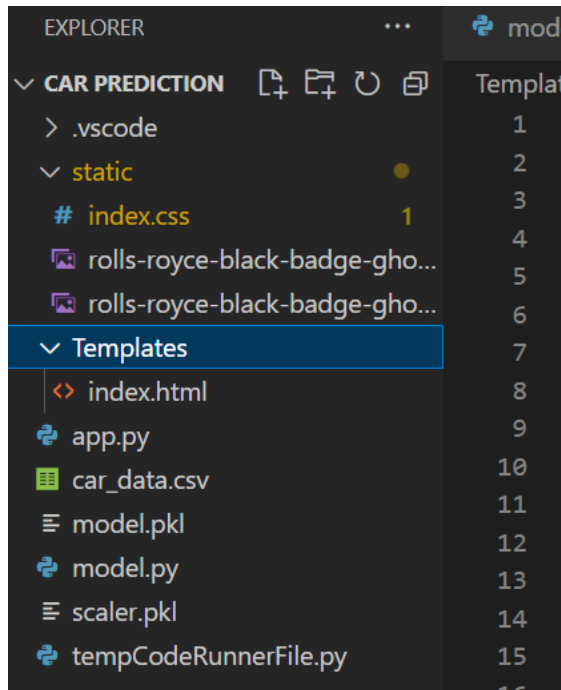 EXPLORER ... mod
CAR PREDICTION Templat
.vscode 1
static 2
# index.css 1 3
rolls-royce-black-badge-gho... 4
rolls-royce-black-badge-gho... 5
Templates 6
index.html 7
app.py 8
car_data.csv 9
model.pkl 10
model.py 11
scaler.pkl 12
tempCodeRunnerFile.py 13
14
15
16